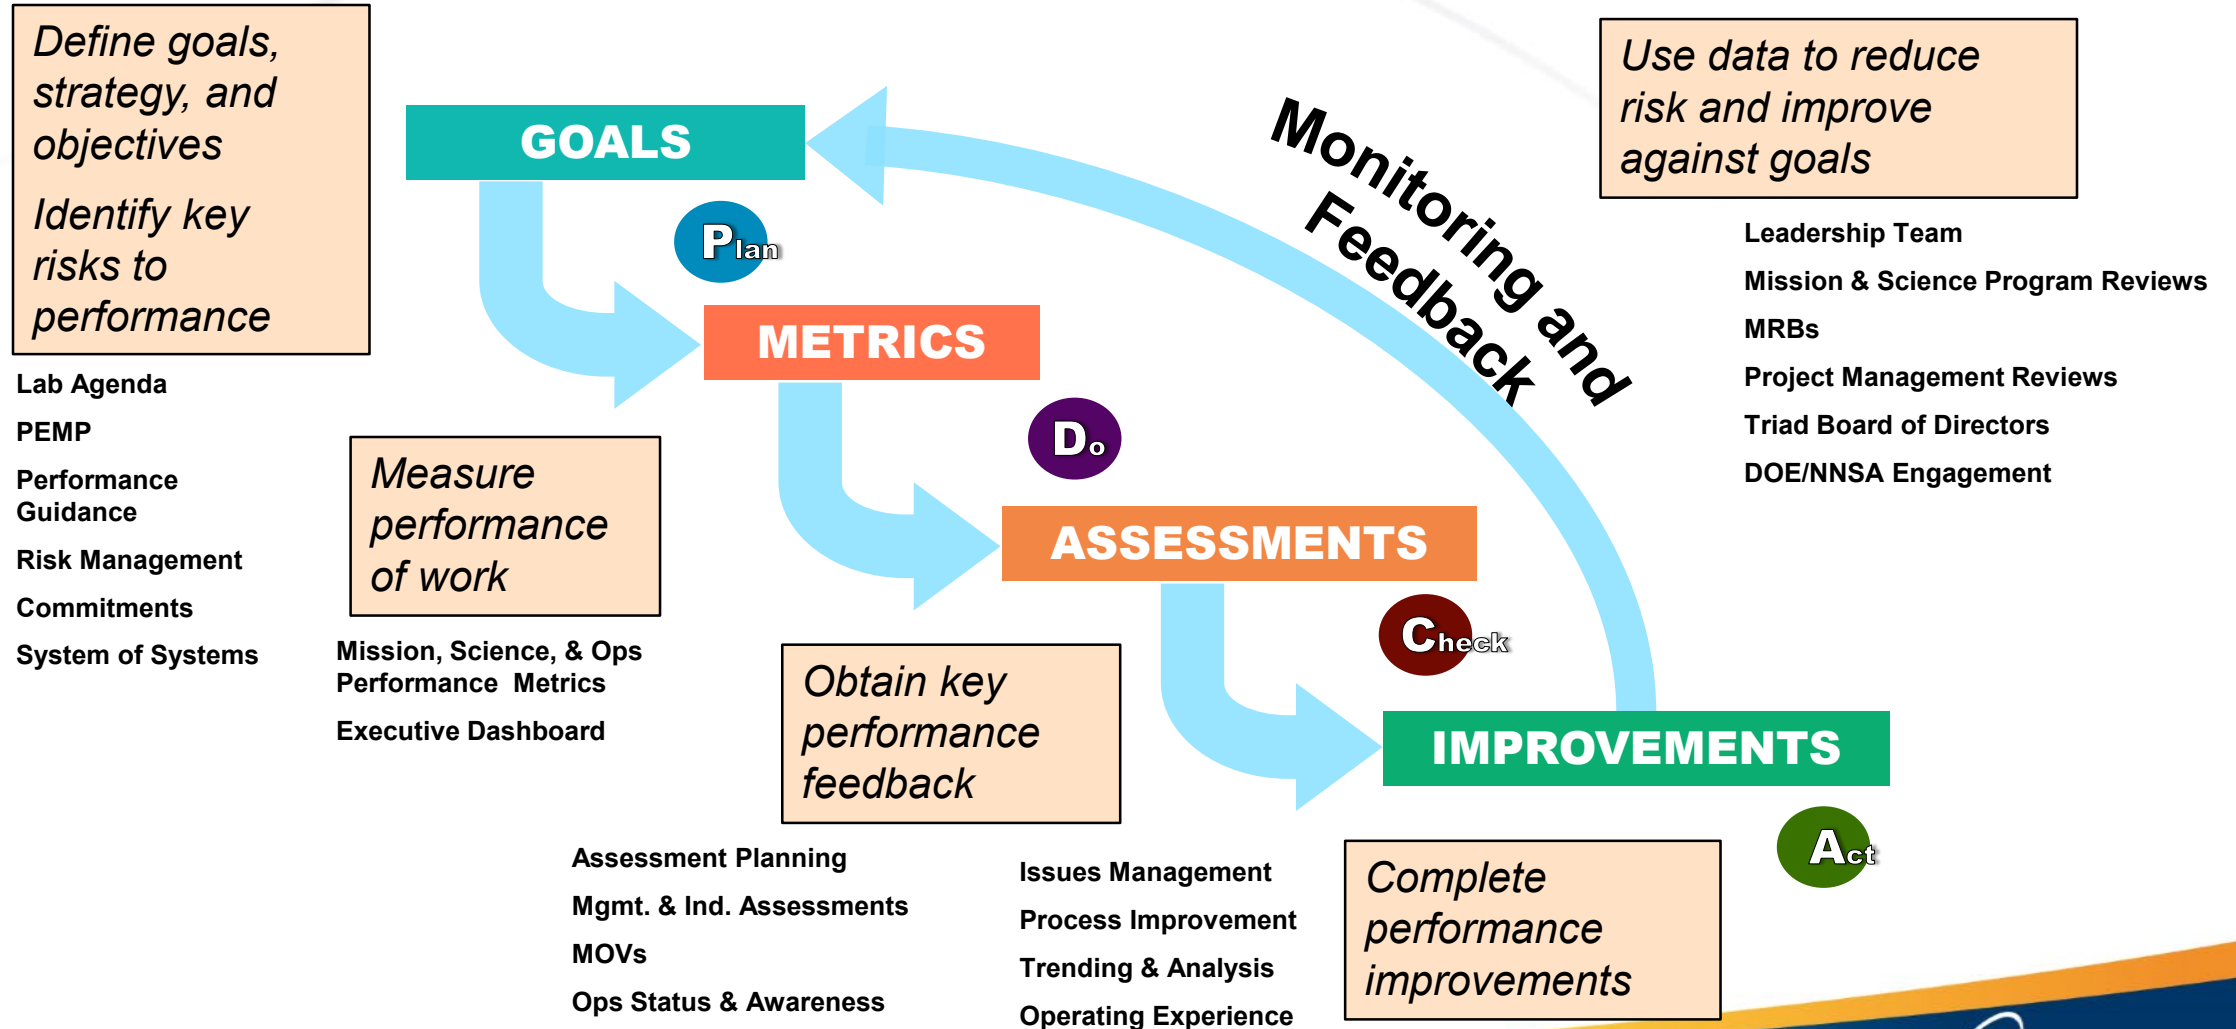 Define goals,
strategy, and
objectives
Identify key
risks to
performance
Lab Agenda
PEMP
Performance
Guidance
Risk Management
Commitments
System of Systems
GOALS
Plan
METRICS
Do
ASSESSMENTS
Check
IMPROVEMENTS
Act
Monitoring and
Feedback
Measure
performance
of work
Mission, Science, & Ops
Performance Metrics
Executive Dashboard
Obtain key
performance
feedback
Assessment Planning
Mgmt. & Ind. Assessments
MOVs
Ops Status & Awareness
Issues Management
Process Improvement
Trending & Analysis
Operating Experience
Complete
performance
improvements
Use data to reduce
risk and improve
against goals
Leadership Team
Mission & Science Program Reviews
MRBs
Project Management Reviews
Triad Board of Directors
DOE/NNSA Engagement